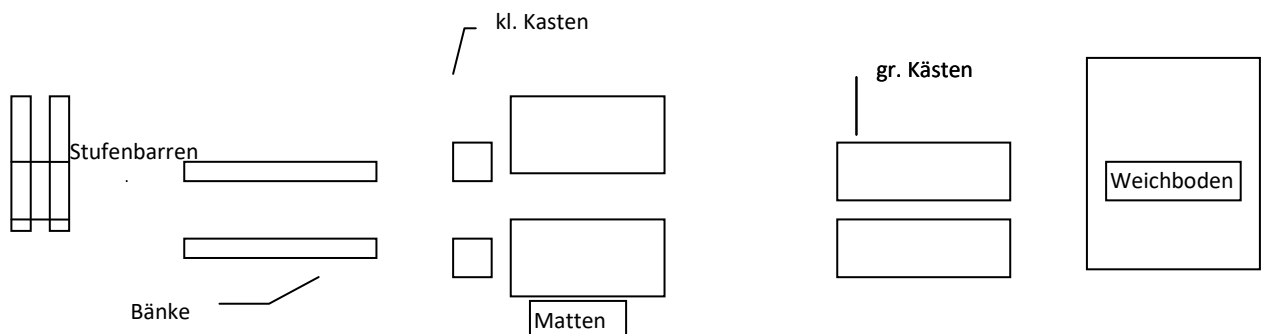 kl. Kasten
gr. Kästen
Stufenbarren
Weichboden
Bänke
Matten